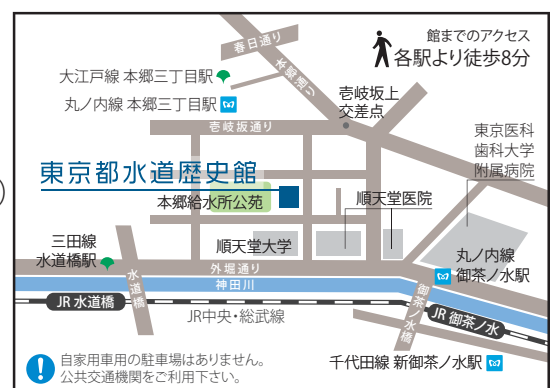 館までのアクセス
各駅より徒歩8分
春日通り
本郷通り
大江戸線 本郷三丁目駅
丸ノ内線 本郷三丁目駅
壱岐坂上
交差点
壱岐坂通り
東京医科
歯科大学
附属病院
東京都水道歴史館
本郷給水所公苑
順天堂医院
三田線
水道橋駅
順天堂大学
丸ノ内線
御茶ノ水駅
外堀通り
神田川
水道橋
御茶ノ水橋
JR 水道橋
JR中央・総武線
JR 御茶ノ水
自家用車用の駐車場はありません。
公共交通機関をご利用下さい。
千代田線 新御茶ノ水駅